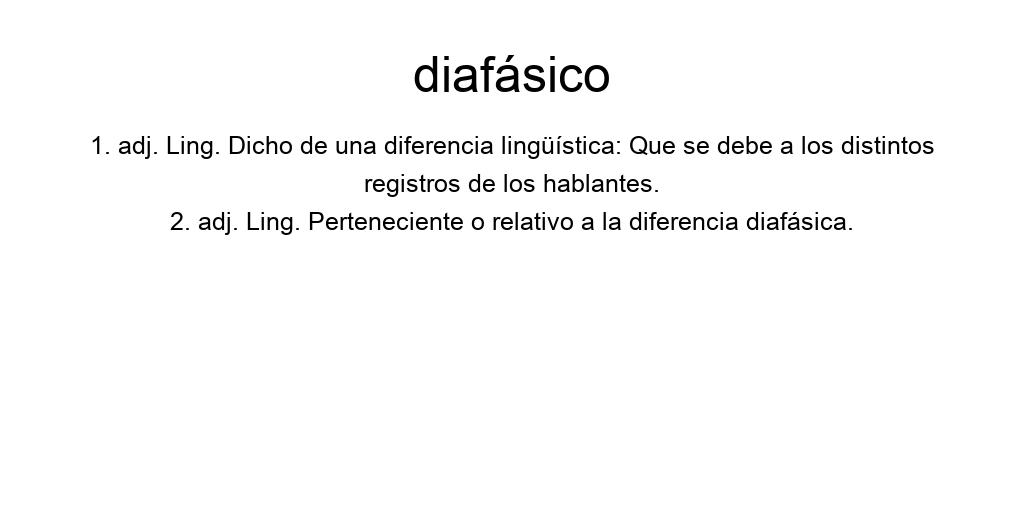 diafásico
1. adj. Ling. Dicho de una diferencia lingüística: Que se debe a los distintos
registros de los hablantes.
2. adj. Ling. Perteneciente o relativo a la diferencia diafásica.